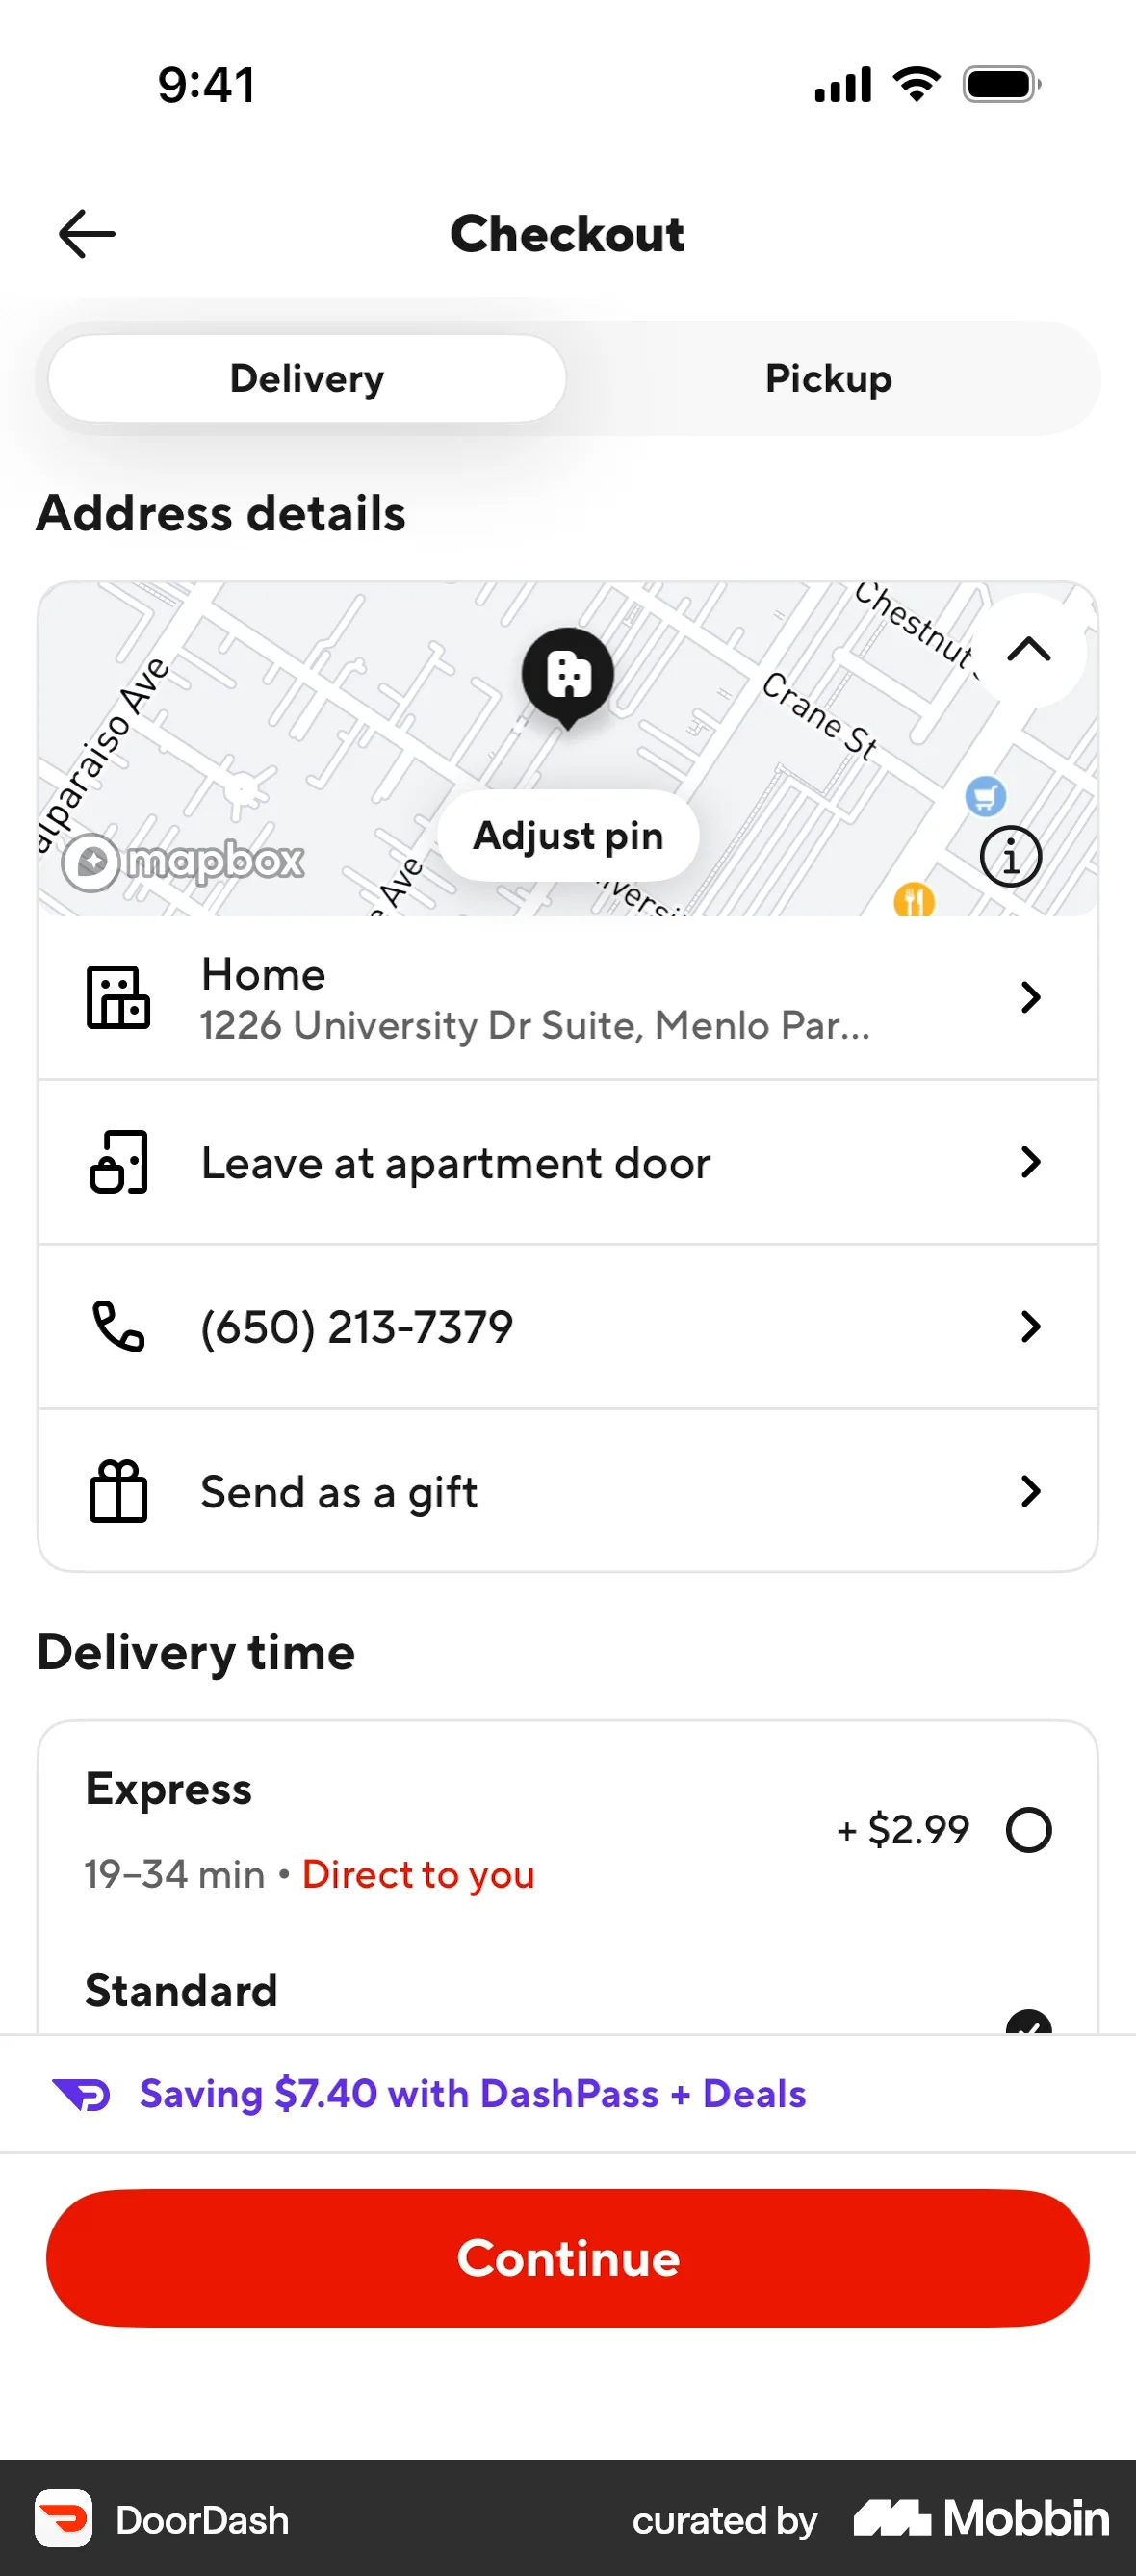 9:41
Checkout
Delivery
Pickup
Address details
Chestnut
Crane St
alparaiso Ave
Adjust pin
mapbox
e Ave
iversi
Home
1226 University Dr Suite, Menlo Par...
Leave at apartment door
(650) 213-7379
Send as a gift
Delivery time
Express
+ $2.99
19–34 min • Direct to you
Standard
Saving $7.40 with DashPass + Deals
Continue
DoorDash
curated by Mobbin